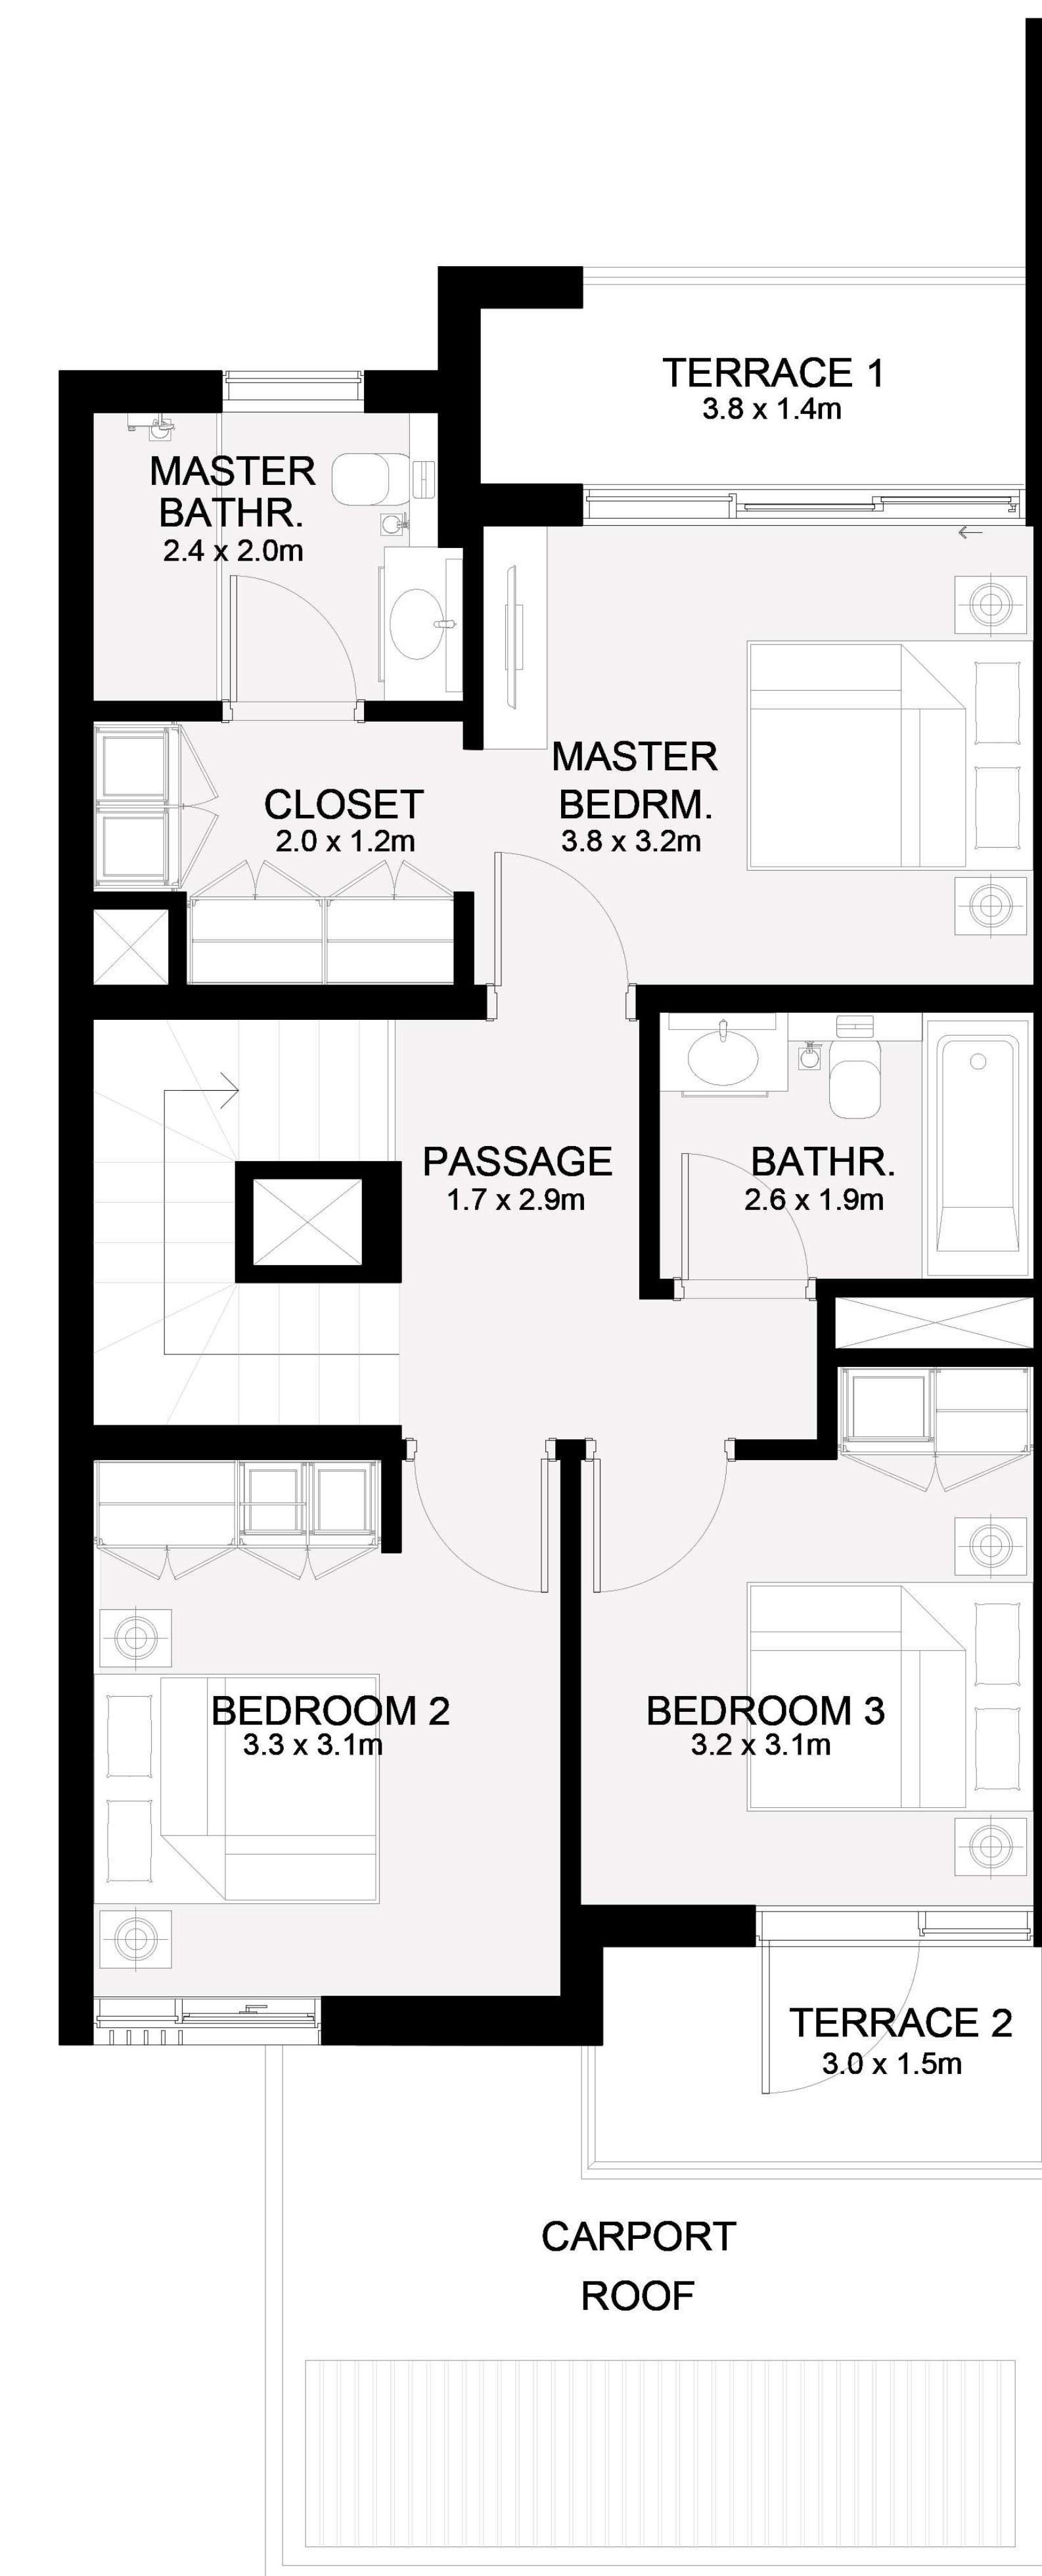 TERRACE 1
3.8 x 1.4m
MASTER
BATHR.
2.4 x 2.0m
MASTER
BEDRM.
3.8 x 3.2m
CLOSET
2.0 x 1.2m
PASSAGE
1.7 x 2.9m
BATHR.
2.6 x 1.9m
BEDROOM 2
3.3 x 3.1m
BEDROOM 3
3.2 x 3.1m
TERRACE 2
3.0 x 1.5m
CARPORT
ROOF